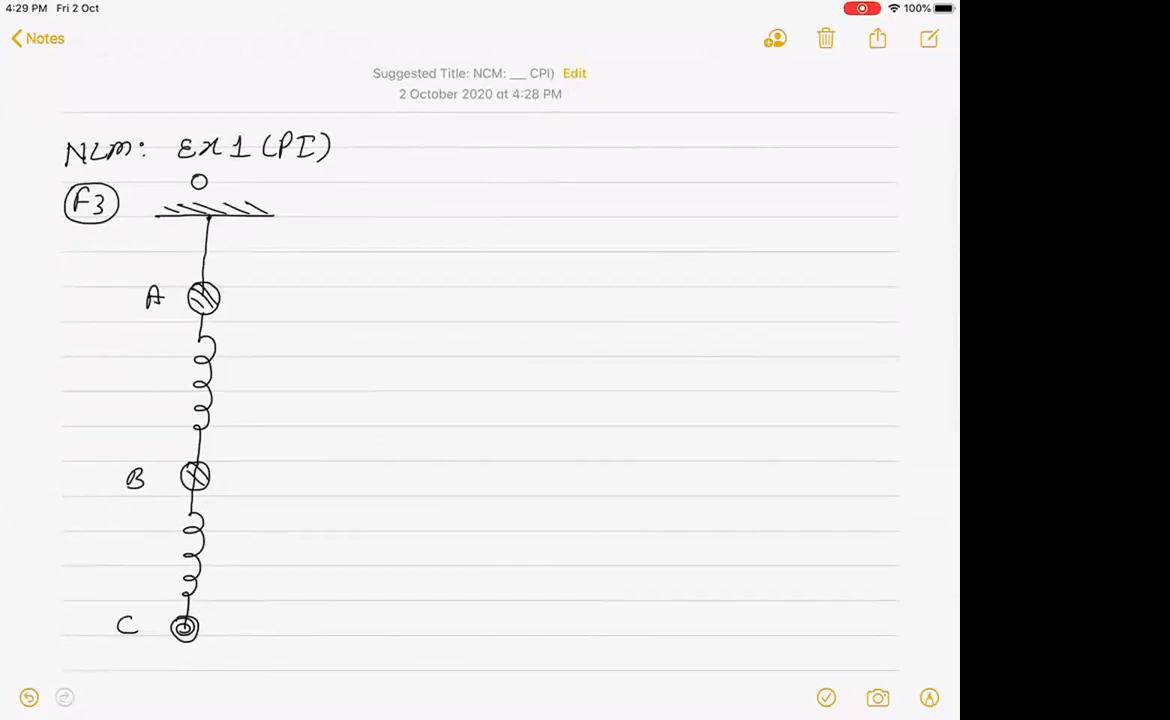 4:29 PM Fri 2 Oct 100%
Notes
Suggested Title: NCM: __ CPI) Edit
2 October 2020 at 4:28 PM
NLM: Ex 1 (PI)
F3
A
B
C